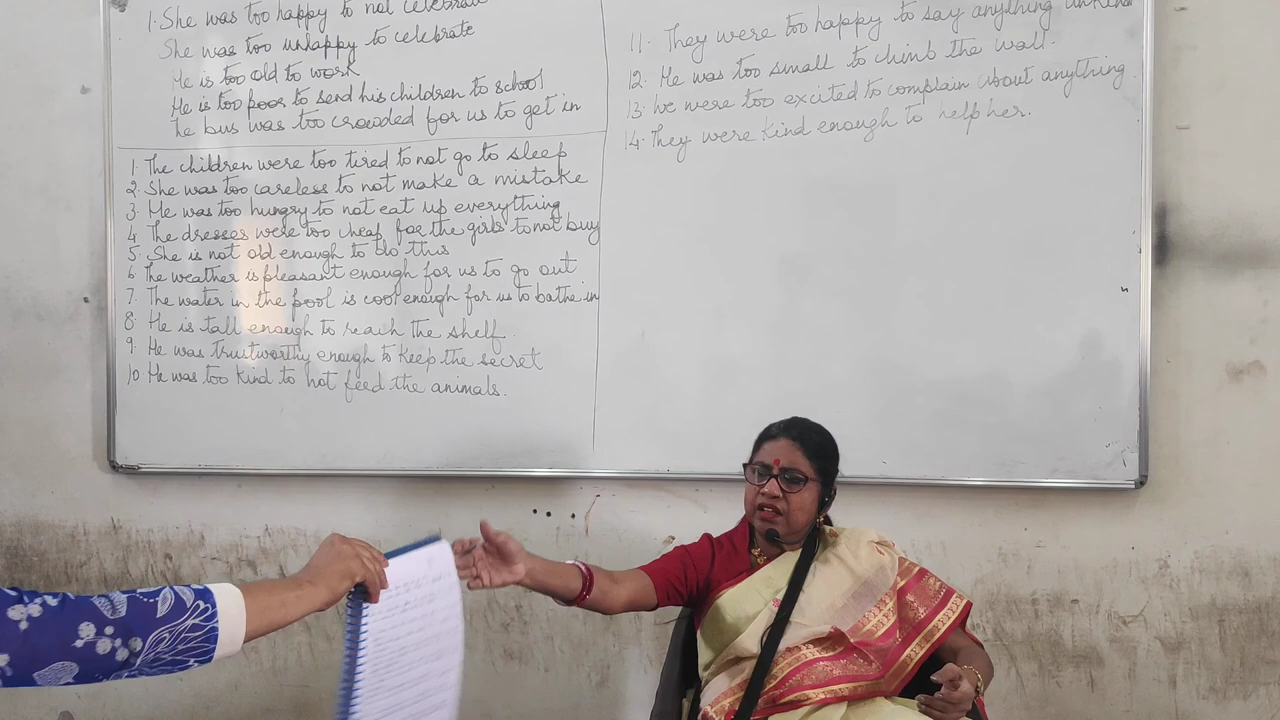 1. She was too happy to not celebrate
She was too unhappy to celebrate
He is too old to work
He is too poor to send his children to school
The bus was too crowded for us to get in
1. The children were too tired to not go to sleep
2. She was too careless to not make a mistake
3. He was too hungry to not eat up everything
4 The dresses were too cheap for the girls to not buy
5. She is not old enough to do this
6 The weather is pleasant enough for us to go out
7. The water in the pool is cool enough for us to bathe in
8. He is tall enough to reach the shelf
9. He was trustworthy enough to keep the secret
10 He was too kind to not feed the animals.
11. They were too happy to say anything unkind
12. He was too small to climb the wall.
13. We were too excited to complain about anything.
14. They were kind enough to help her.